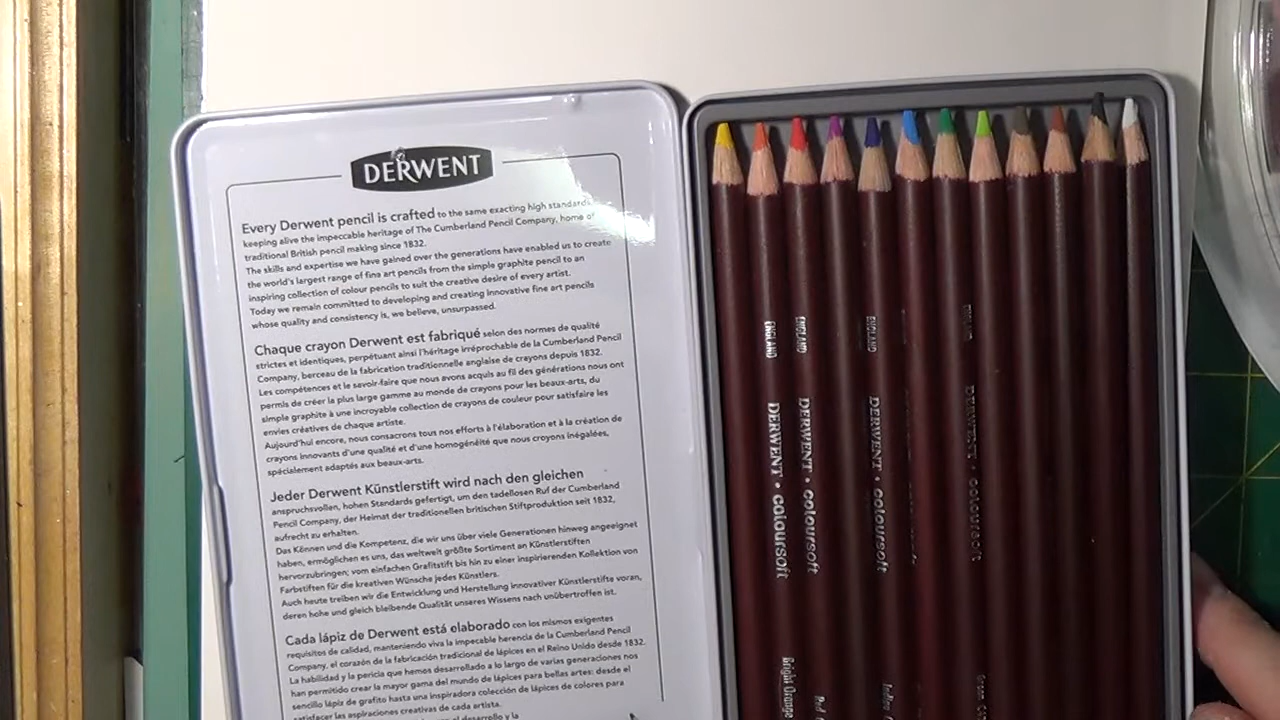 DERWENT
Every Derwent pencil is crafted to the same exacting high standards,
keeping alive the impeccable heritage of The Cumberland Pencil Company, home of
traditional British pencil making since 1832.
The skills and expertise we have gained over the generations have enabled us to create
the world's largest range of fine art pencils from the simple graphite pencil to an
inspiring collection of colour pencils to suit the creative desire of every artist.
Today we remain committed to developing and creating innovative fine art pencils
whose quality and consistency is, we believe, unsurpassed.
Chaque crayon Derwent est fabriqué selon des normes de qualité
strictes et identiques, perpétuant ainsi l'héritage irréprochable de la Cumberland Pencil
Company, berceau de la fabrication traditionnelle anglaise de crayons depuis 1832.
Les compétences et le savoir-faire que nous avons acquis au fil des générations nous ont
permis de créer la plus large gamme au monde de crayons pour les beaux-arts, du
simple graphite à une incroyable collection de crayons de couleur pour satisfaire les
envies créatives de chaque artiste.
Aujourd'hui encore, nous consacrons tous nos efforts à l'élaboration et à la création de
crayons innovants d'une qualité et d'une homogénéité que nous croyons inégalées,
spécialement adaptés aux beaux-arts.
Jeder Derwent Künstlerstift wird nach den gleichen
anspruchsvollen, hohen Standards gefertigt, um den tadellosen Ruf der Cumberland
Pencil Company, der Heimat der traditionellen britischen Stiftproduktion seit 1832,
aufrecht zu erhalten.
Das Können und die Kompetenz, die wir uns über viele Generationen hinweg angeeignet
haben, ermöglichen es uns, das weltweit größte Sortiment an Künstlerstiften
hervorzubringen; vom einfachen Grafitstift bis hin zu einer inspirierenden Kollektion von
Farbstiften für die kreativen Wünsche jedes Künstlers.
Auch heute treiben wir die Entwicklung und Herstellung innovativer Künstlerstifte voran,
deren hohe und gleich bleibende Qualität unseres Wissens nach unübertroffen ist.
Cada lápiz de Derwent está elaborado con los mismos exigentes
requisitos de calidad, manteniendo viva la impecable herencia de la Cumberland Pencil
Company, el corazón de la fabricación tradicional de lápices en el Reino Unido desde 1832.
La habilidad y la pericia que hemos desarrollado a lo largo de varias generaciones nos
han permitido crear la mayor gama del mundo de lápices para bellas artes: desde el
sencillo lápiz de grafito hasta una inspiradora colección de lápices de colores para
satisfacer las aspiraciones creativas de cada artista.
el desarrollo y la
ENGLAND DERWENT • coloursoft Bright Orange
ENGLAND DERWENT • coloursoft Red
ENGLAND DERWENT • coloursoft
DERWENT • coloursoft